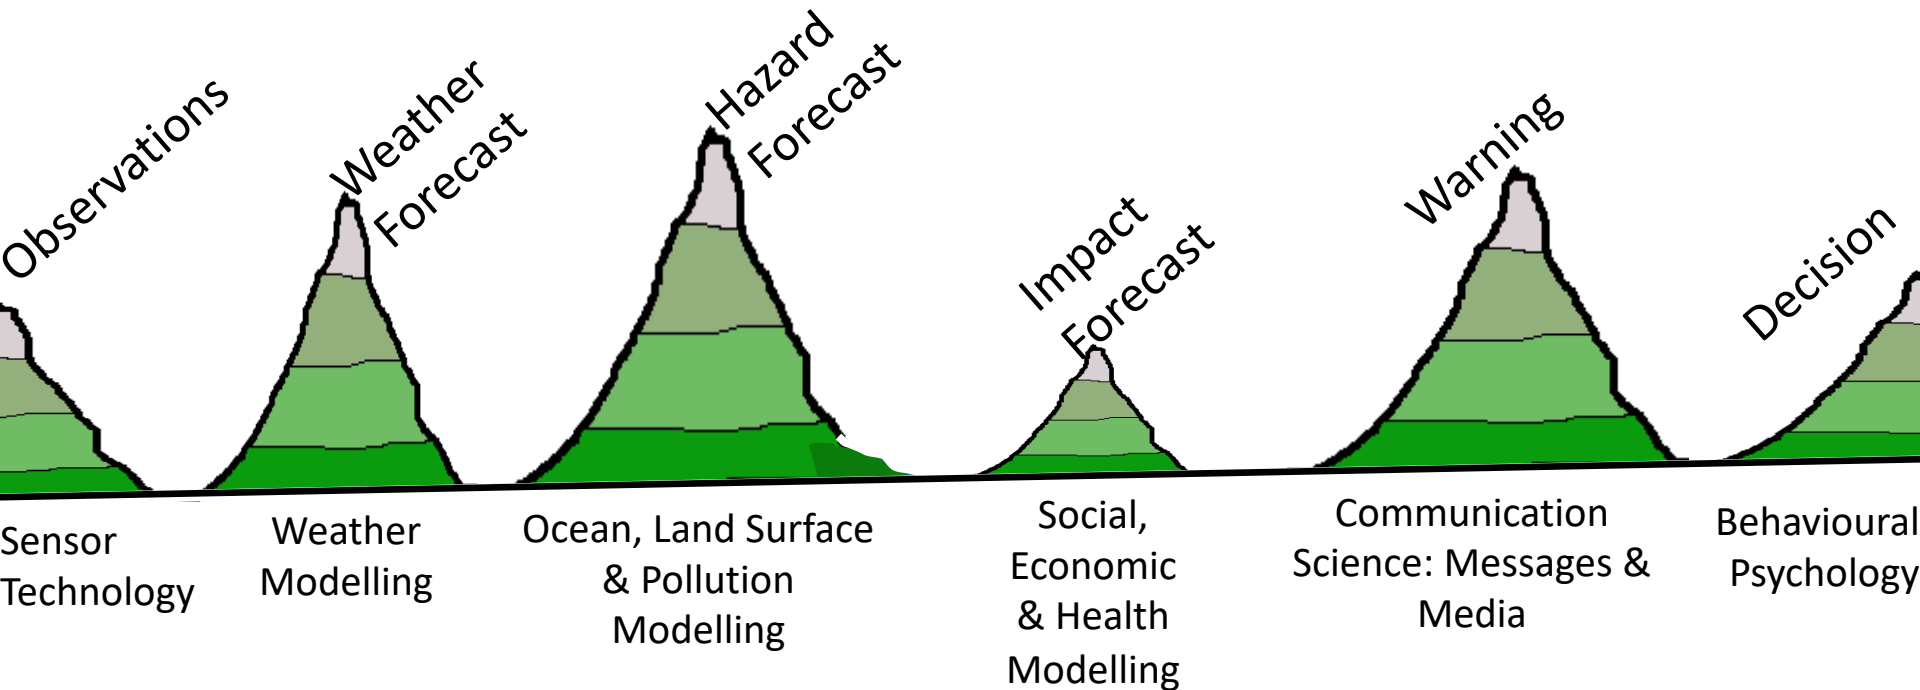 Observations
Weather
Forecast
Hazard
Forecast
Impact
Forecast
Warning
Decision
Sensor
Technology
Weather
Modelling
Ocean, Land Surface
& Pollution
Modelling
Social,
Economic
& Health
Modelling
Communication
Science: Messages &
Media
Behavioural
Psychology